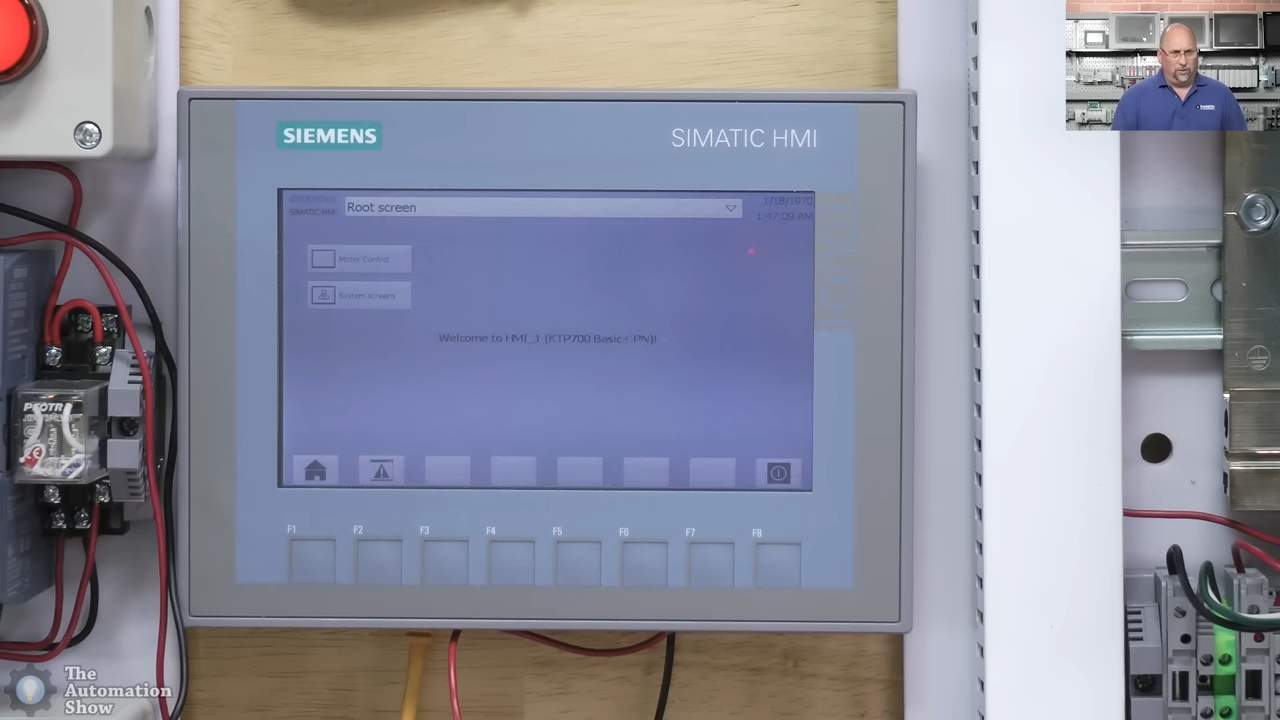 SIEMENS
SIMATIC HMI
SIMATIC HMI
Root screen
1/18/1970
1:47:09 AM
Motor Control
System screens
Welcome to HMI_1 (KTP700 Basic - PN)!
F1 F2 F3 F4 F5 F6 F7 F8
The
Automation
Show